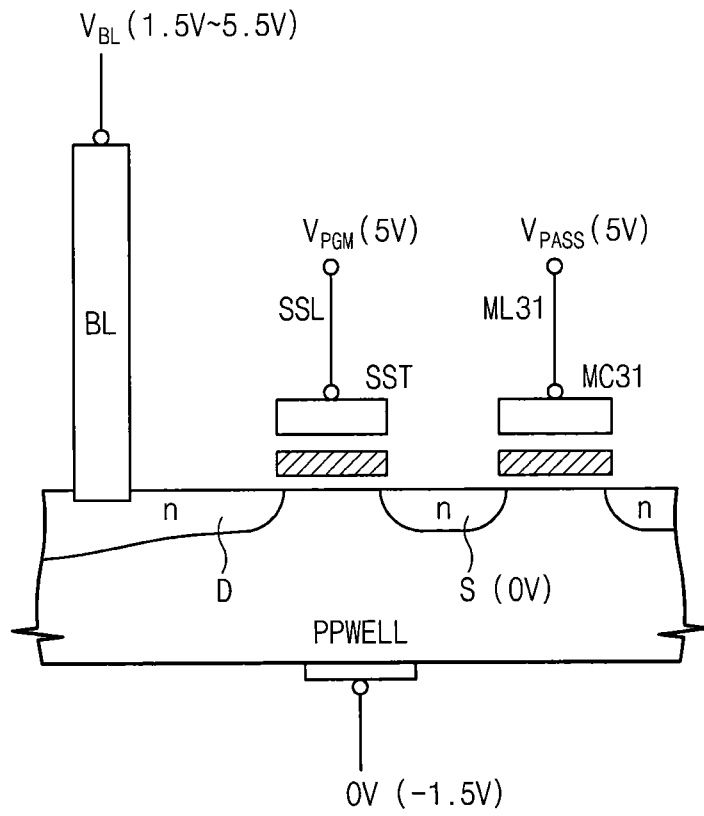 V_BL (1.5V~5.5V)
V_PGM (5V)
V_PASS (5V)
SSL
ML31
BL
SST
MC31
n
n
n
D
S (0V)
PPWELL
0V (-1.5V)